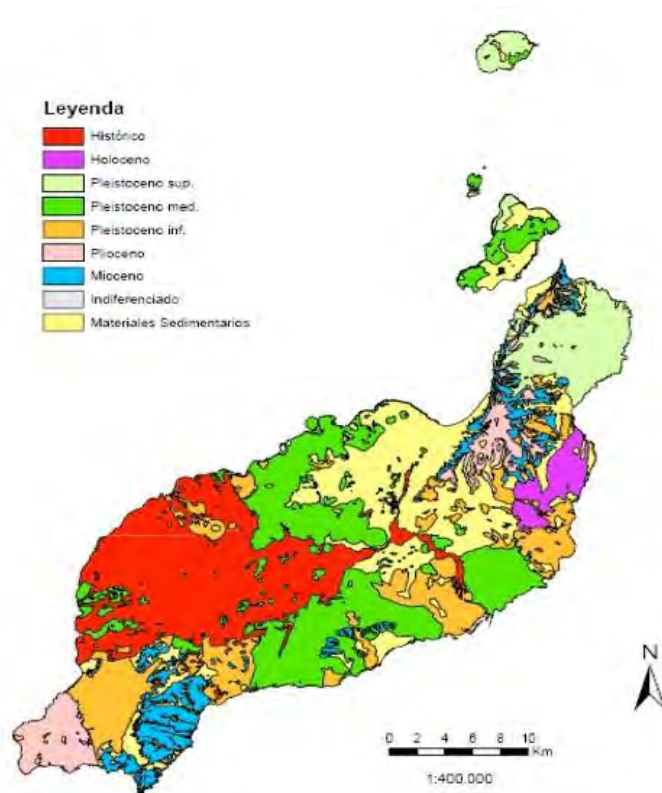 Leyenda
Histórico
Holoceno
Pleistoceno sup.
Pleistoceno med.
Pleistoceno inf.
Plioceno
Mioceno
Indiferenciado
Materiales Sedimentarios
N
0 2 4 6 8 10
Km
1:400.000